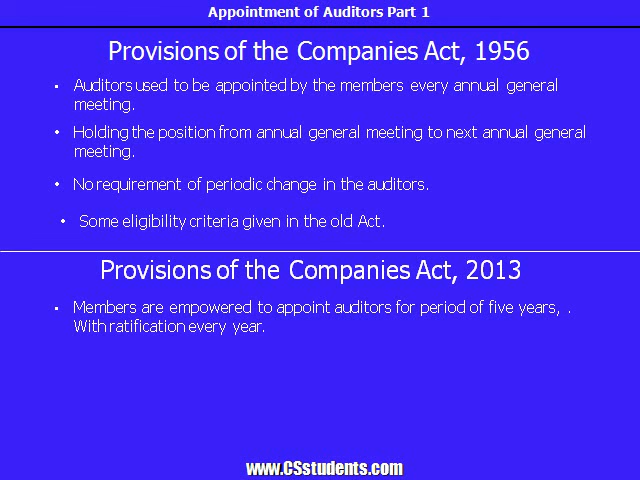 Appointment of Auditors Part 1
Provisions of the Companies Act, 1956
• Auditors used to be appointed by the members every annual general
meeting.
• Holding the position from annual general meeting to next annual general
meeting.
• No requirement of periodic change in the auditors.
• Some eligibility criteria given in the old Act.
Provisions of the Companies Act, 2013
• Members are empowered to appoint auditors for period of five years, .
With ratification every year.
www.CSstudents.com